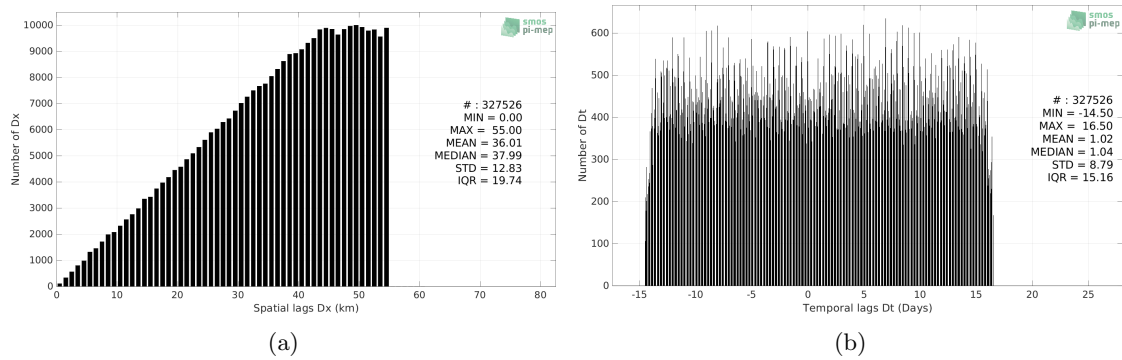 10000
9000
8000
7000
6000
5000
4000
3000
2000
1000
0
Number of Dx
0 10 20 30 40 50 60 70 80
Spatial lags Dx (km)
smos
pi-mep
# : 327526
MIN = 0.00
MAX = 55.00
MEAN = 36.01
MEDIAN = 37.99
STD = 12.83
IQR = 19.74
(a)
600
500
400
300
200
100
0
Number of Dt
-15 -10 -5 0 5 10 15
Temporal lags Dt (Days)
smos
pi-mep
# : 327526
MIN = -14.50
MAX = 16.50
MEAN = 1.02
MEDIAN = 1.04
STD = 8.79
IQR = 15.16
(b)